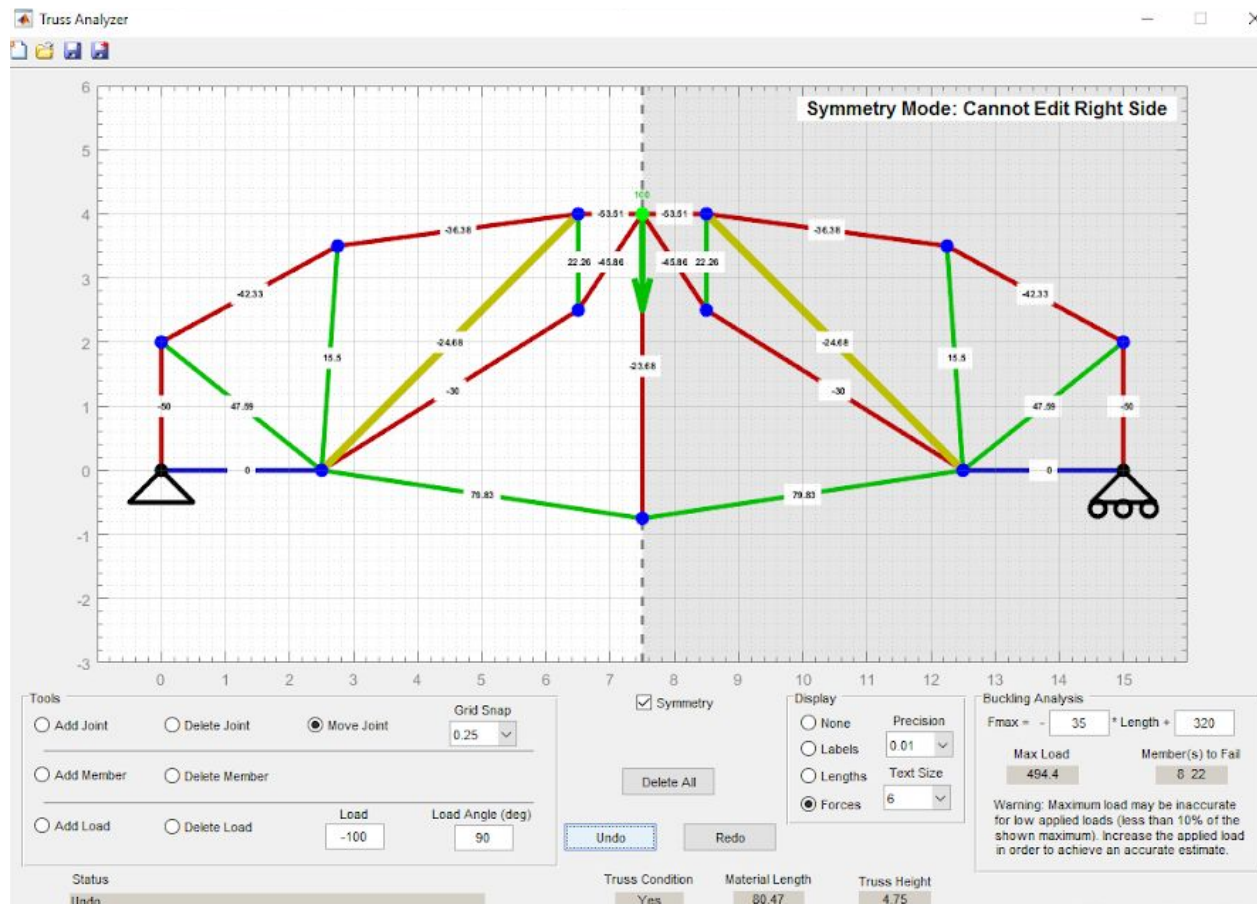 Truss Analyzer
6
Symmetry Mode: Cannot Edit Right Side
5
100
4
-53.51 -53.51
-36.38 -36.38
22.26 -45.86 -45.86 22.26
3
-42.33 -42.33
2
-24.68 -24.68
15.5 -23.68 15.5
-30 -30
1
-50 47.59 47.59 -50
0
0 0
79.83 79.83
-1
-2
-3
0 1 2 3 4 5 6 7 8 9 10 11 12 13 14 15
Tools
Add Joint Delete Joint Move Joint
Grid Snap
0.25
Add Member Delete Member
Add Load Delete Load
Load
-100
Load Angle (deg)
90
Symmetry
Delete All
Undo Redo
Display
None
Labels
Lengths
Forces
Precision
0.01
Text Size
6
Buckling Analysis
Fmax = - 35 * Length + 320
Max Load Member(s) to Fail
494.4 8 22
Warning: Maximum load may be inaccurate
for low applied loads (less than 10% of the
shown maximum). Increase the applied load
in order to achieve an accurate estimate.
Status
Undo
Truss Condition
Yes
Material Length
80.47
Truss Height
4.75